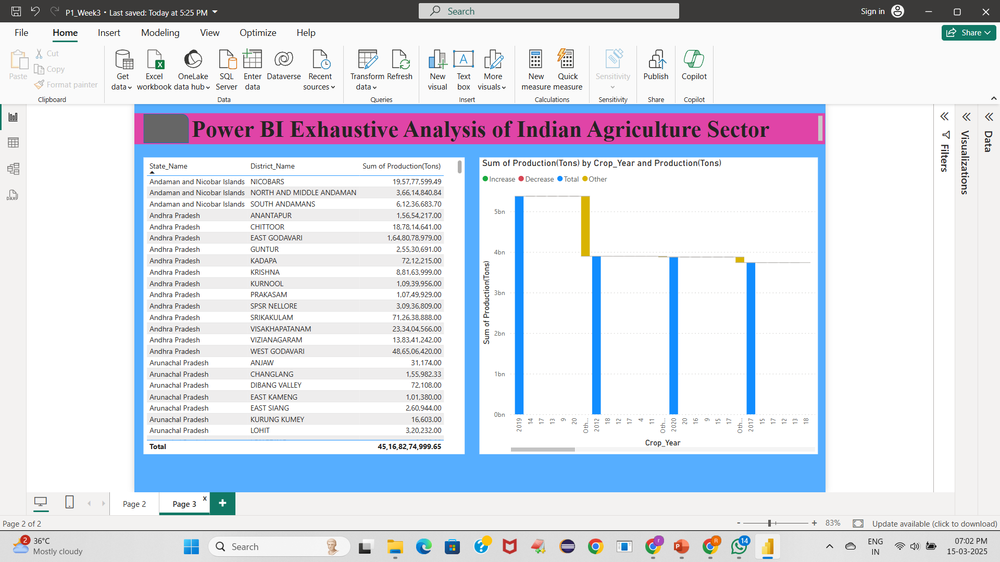 P1_Week3 • Last saved: Today at 5:25 PM
Search
Sign in
File Home Insert Modeling View Optimize Help
Share
Paste
Cut
Copy
Format painter
Clipboard
Get data
Excel workbook
OneLake data hub
SQL Server
Enter data
Dataverse
Recent sources
Data
Transform data
Refresh
Queries
New visual
Text box
More visuals
Insert
New measure
Quick measure
Calculations
Sensitivity
Sensitivity
Publish
Share
Copilot
Copilot
DAX
Power BI Exhaustive Analysis of Indian Agriculture Sector
State_Name District_Name Sum of Production(Tons)
Andaman and Nicobar Islands NICOBARS 19,57,77,599.49
Andaman and Nicobar Islands NORTH AND MIDDLE ANDAMAN 3,66,14,840.84
Andaman and Nicobar Islands SOUTH ANDAMANS 6,12,36,683.70
Andhra Pradesh ANANTAPUR 1,56,54,217.00
Andhra Pradesh CHITTOOR 18,78,14,641.00
Andhra Pradesh EAST GODAVARI 1,64,80,78,979.00
Andhra Pradesh GUNTUR 2,55,30,691.00
Andhra Pradesh KADAPA 72,12,215.00
Andhra Pradesh KRISHNA 8,81,63,999.00
Andhra Pradesh KURNOOL 1,09,39,956.00
Andhra Pradesh PRAKASAM 1,07,49,929.00
Andhra Pradesh SPSR NELLORE 3,09,36,809.00
Andhra Pradesh SRIKAKULAM 71,26,38,888.00
Andhra Pradesh VISAKHAPATANAM 23,34,04,566.00
Andhra Pradesh VIZIANAGARAM 13,83,41,242.00
Andhra Pradesh WEST GODAVARI 48,65,06,420.00
Arunachal Pradesh ANJAW 31,174.00
Arunachal Pradesh CHANGLANG 1,55,982.33
Arunachal Pradesh DIBANG VALLEY 72,108.00
Arunachal Pradesh EAST KAMENG 1,01,380.00
Arunachal Pradesh EAST SIANG 2,60,944.00
Arunachal Pradesh KURUNG KUMEY 16,603.00
Arunachal Pradesh LOHIT 3,20,232.00
Total 45,16,82,74,999.65
Sum of Production(Tons) by Crop_Year and Production(Tons)
Increase Decrease Total Other
Sum of Production(Tons)
5bn
4bn
3bn
2bn
1bn
0bn
2019 14 17 13 9 20 Oth... 2012 18 12 17 4 11 Oth... 2020 20 16 9 15 17 Oth... 2017 15 17 12 13 18
Crop_Year
Filters
Visualizations
Data
Page 2
Page 3 x
+
Page 2 of 2
- + 83%
Update available (click to download)
2
36°C
Mostly cloudy
Search
14
ENG
IN
07:02 PM
15-03-2025